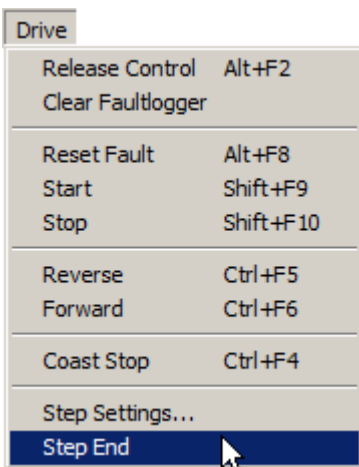 Drive
Release Control Alt+F2
Clear Faultlogger
Reset Fault Alt+F8
Start Shift+F9
Stop Shift+F10
Reverse Ctrl+F5
Forward Ctrl+F6
Coast Stop Ctrl+F4
Step Settings...
Step End